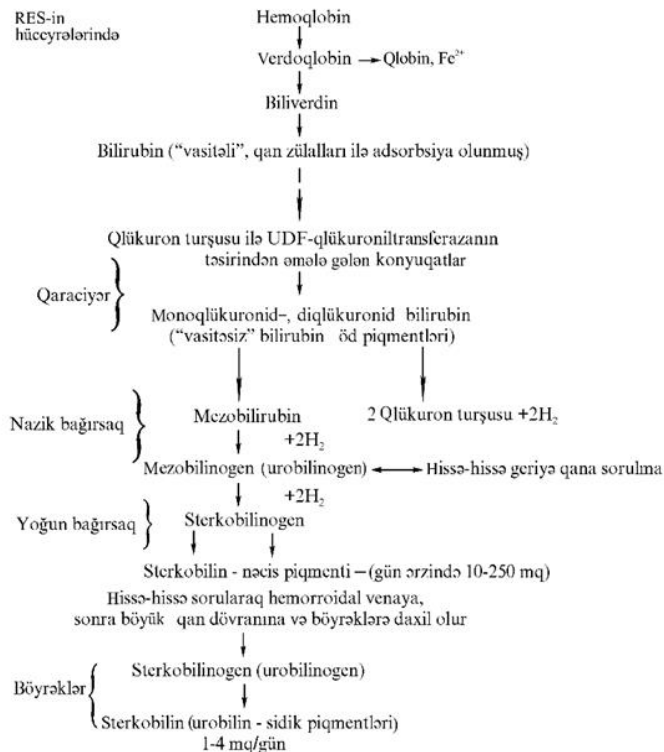 RES-in
hüceyrələrində
Hemoqlobin
Verdoqlobin → Qlobin, Fe²⁺
Biliverdin
Bilirubin (“vasitəli”, qan zülalları ilə adsorbsiya olunmuş)
Qlükuron turşusu ilə UDF-qlükuroniltransferazanın
təsirindən əmələ gələn konyuqatlar
Qaraciyər
Monoqlükuronid–, diqlükuronid bilirubin
(“vasitəsiz” bilirubin öd piqmentləri)
Nazik bağırsaq
Mezobilirubin
2 Qlükuron turşusu +2H₂
+2H₂
Mezobilinogen (urobilinogen) ↔ Hissə-hissə geriyə qana sorulma
+2H₂
Yoğun bağırsaq
Sterkobilinogen
Sterkobilin - nəcis piqmenti – (gün ərzində 10-250 mq)
Hissə-hissə sorularaq hemorroidal venaya,
sonra böyük qan dövranına və böyrəklərə daxil olur
Böyrəklər
Sterkobilinogen (urobilinogen)
Sterkobilin (urobilin - sidik piqmentləri)
1-4 mq/gün